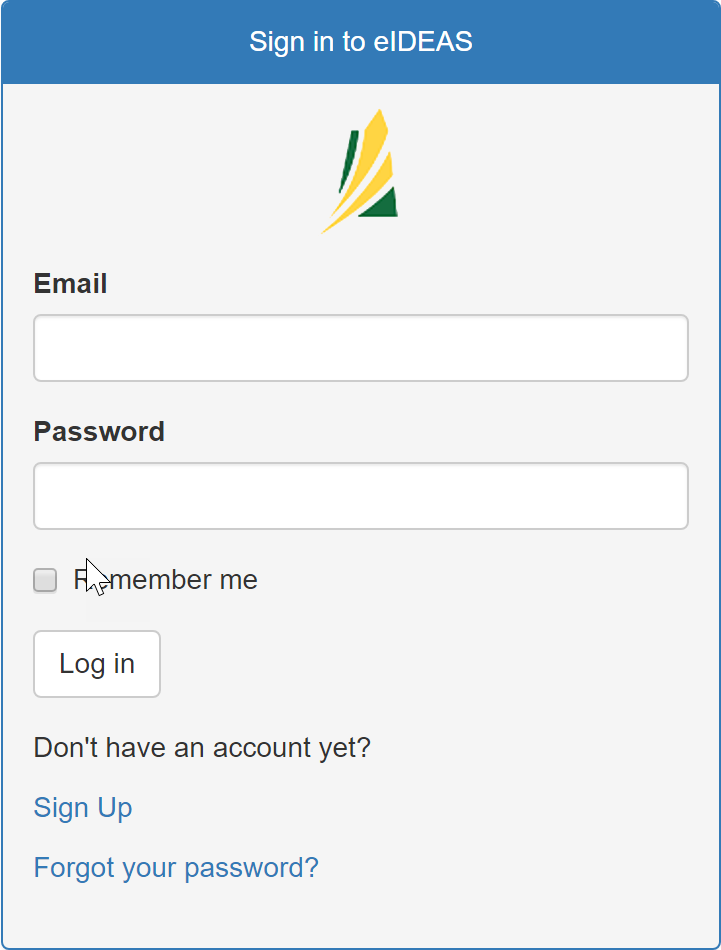 Sign in to eIDEAS
Email
Password
Remember me
Log in
Don't have an account yet?
Sign Up
Forgot your password?